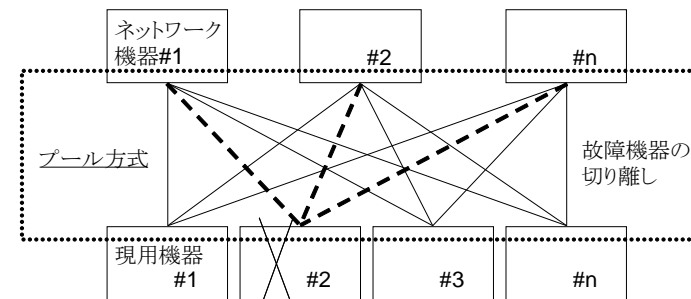 ネットワーク
機器#1
#2
#n
プール方式
故障機器の
切り離し
現用機器
#1
#2
#3
#n